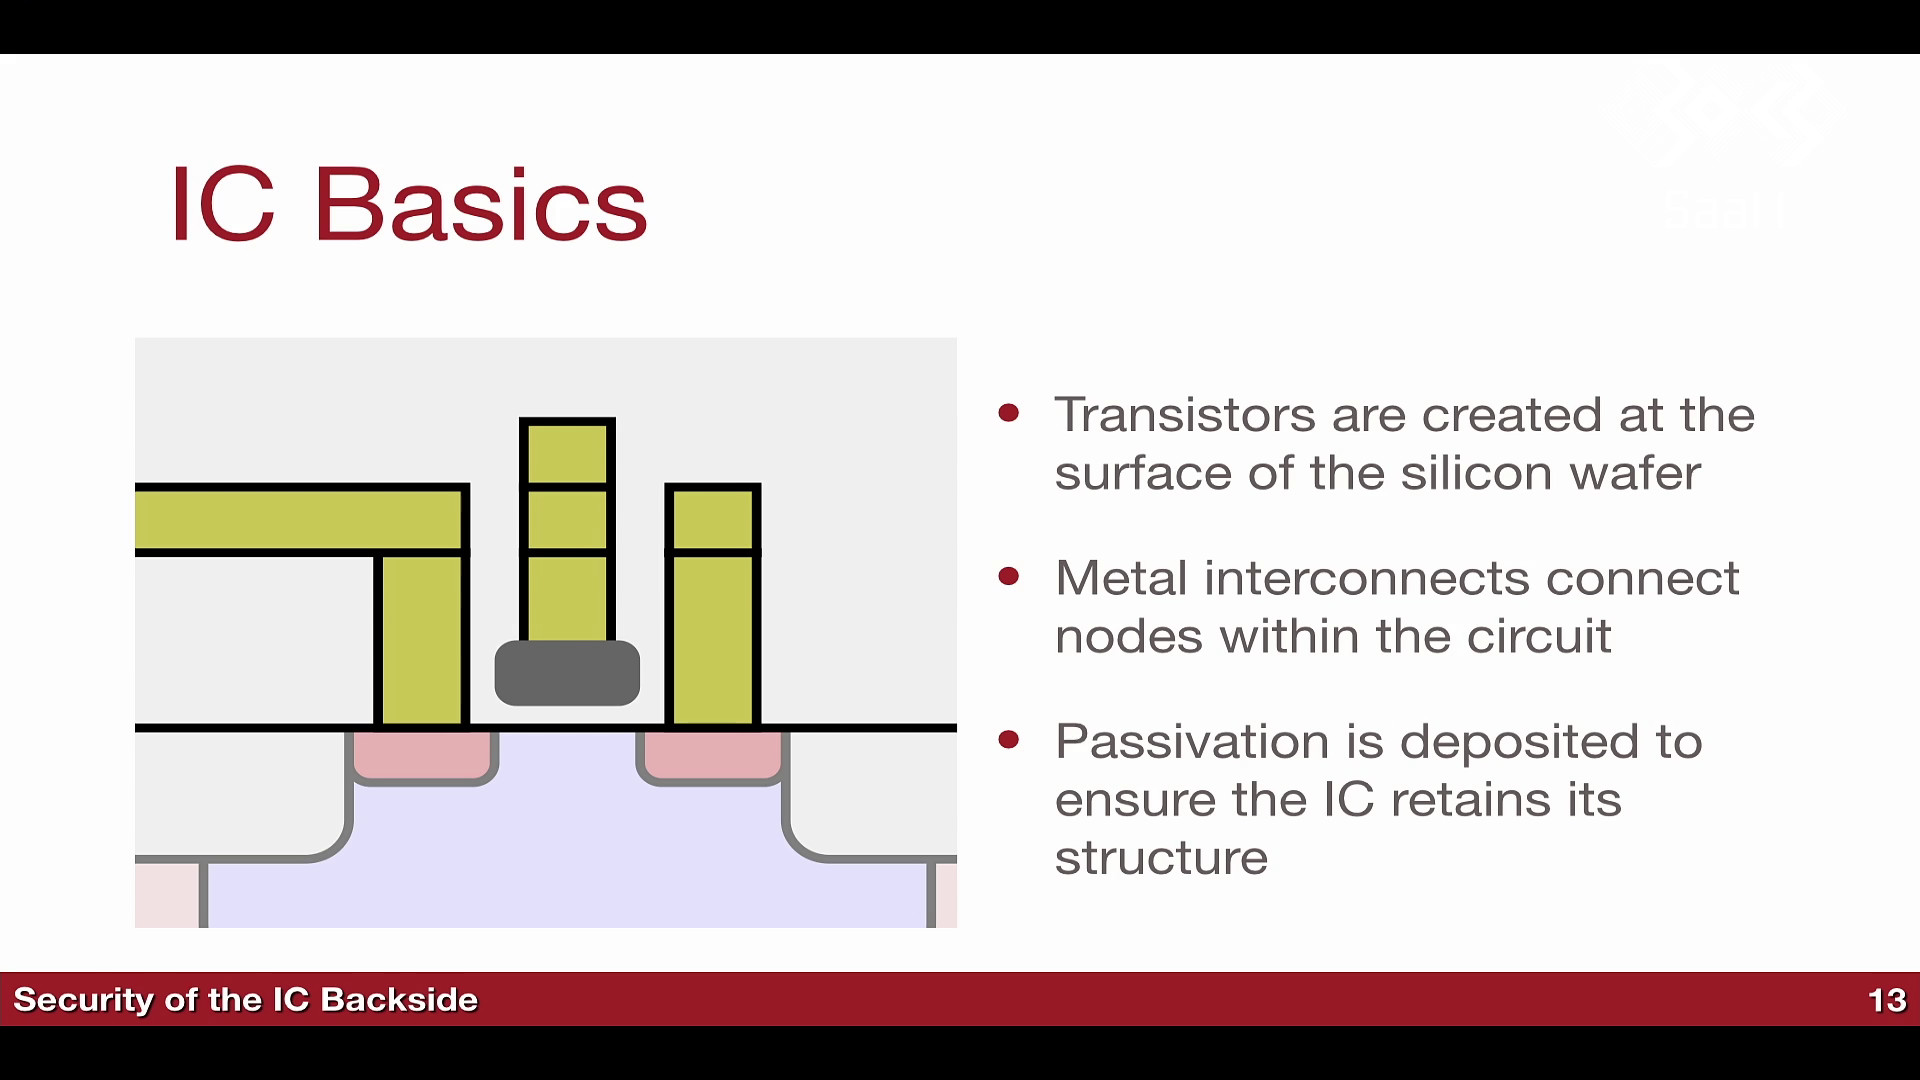 IC Basics
• Transistors are created at the
surface of the silicon wafer
• Metal interconnects connect
nodes within the circuit
• Passivation is deposited to
ensure the IC retains its
structure
Security of the IC Backside
13